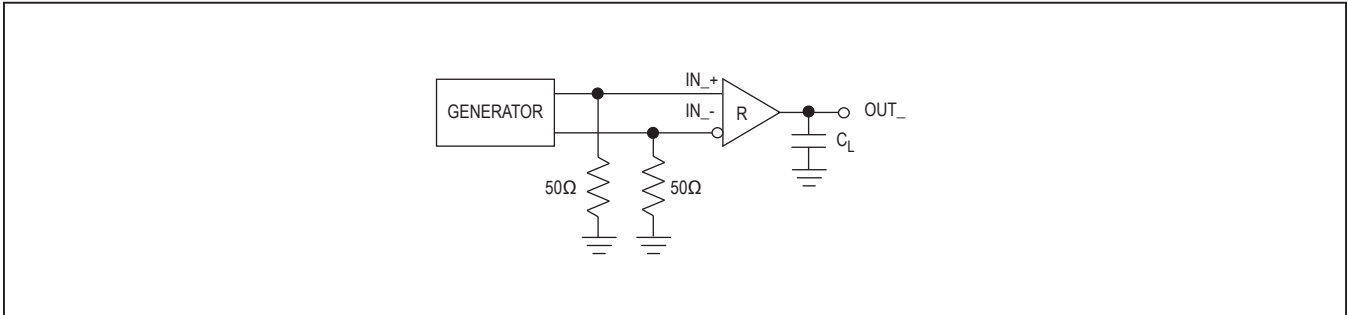 IN_+
GENERATOR
IN_-
R
OUT_
C_L
50Ω
50Ω